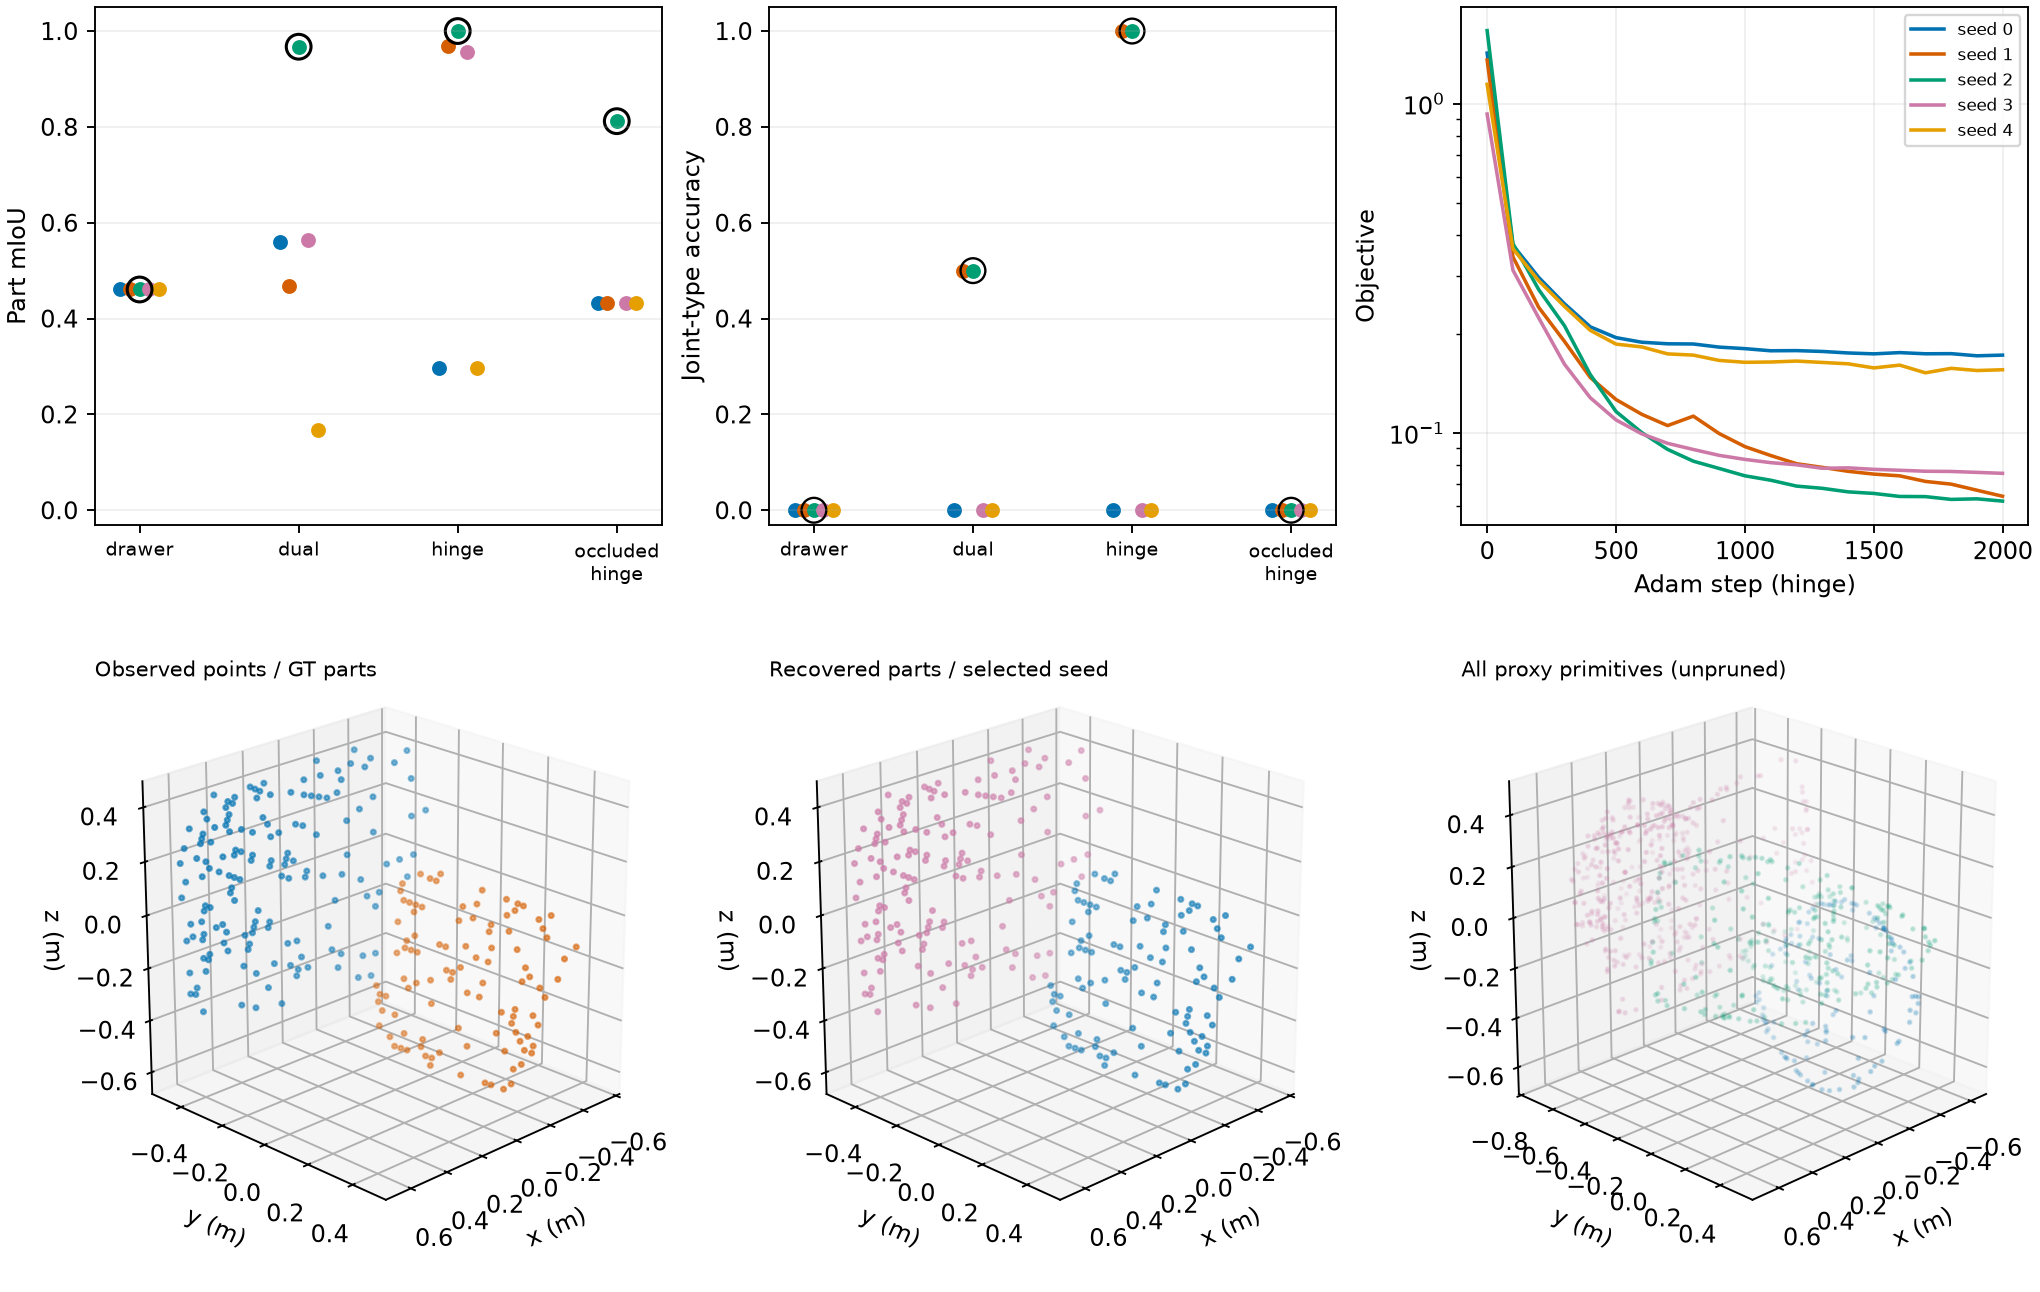 Part mIoU
1.0
0.8
0.6
0.4
0.2
0.0
drawer
dual
hinge
occluded
hinge
Joint-type accuracy
1.0
0.8
0.6
0.4
0.2
0.0
drawer
dual
hinge
occluded
hinge
Objective
10⁰
10⁻¹
seed 0
seed 1
seed 2
seed 3
seed 4
0
500
1000
1500
2000
Adam step (hinge)
Observed points / GT parts
0.4
0.2
0.0
−0.2
−0.4
−0.6
z (m)
−0.4
−0.2
0.0
0.2
0.4
y (m)
0.6
0.4
0.2
0.0
−0.2
−0.4
−0.6
x (m)
Recovered parts / selected seed
0.4
0.2
0.0
−0.2
−0.4
−0.6
z (m)
−0.4
−0.2
0.0
0.2
0.4
y (m)
0.6
0.4
0.2
0.0
−0.2
−0.4
−0.6
x (m)
All proxy primitives (unpruned)
0.4
0.2
0.0
−0.2
−0.4
−0.6
z (m)
−0.8
−0.6
−0.4
−0.2
0.0
0.2
0.4
y (m)
0.6
0.4
0.2
0.0
−0.2
−0.4
−0.6
x (m)